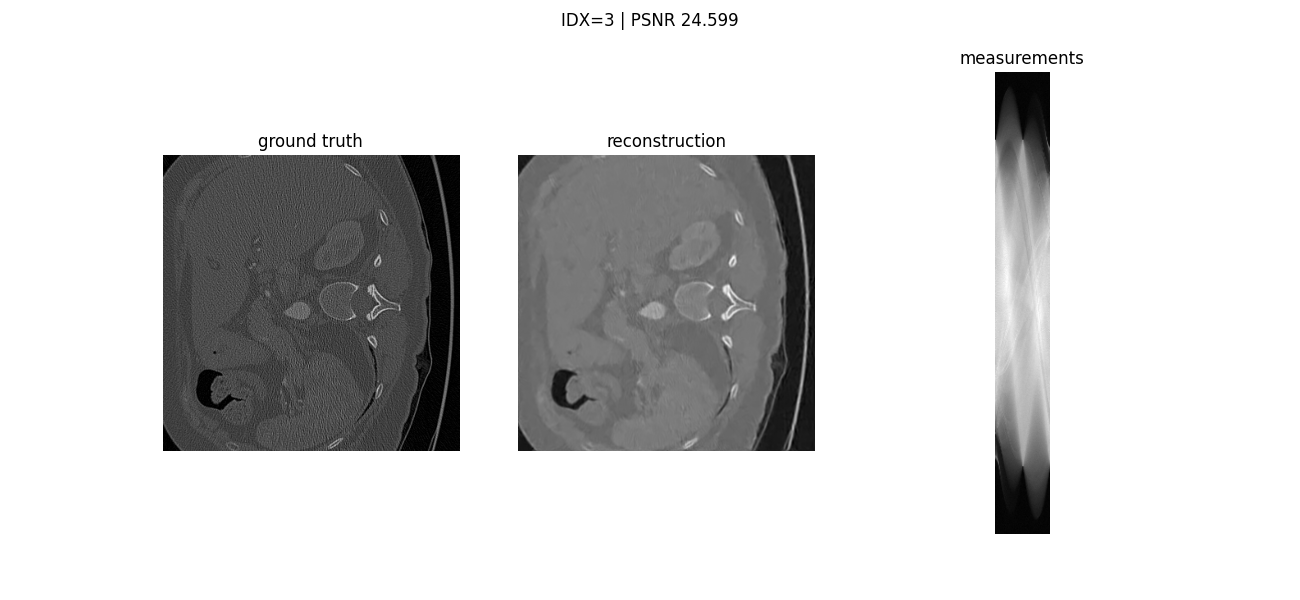 IDX=3 | PSNR 24.599
ground truth
reconstruction
measurements